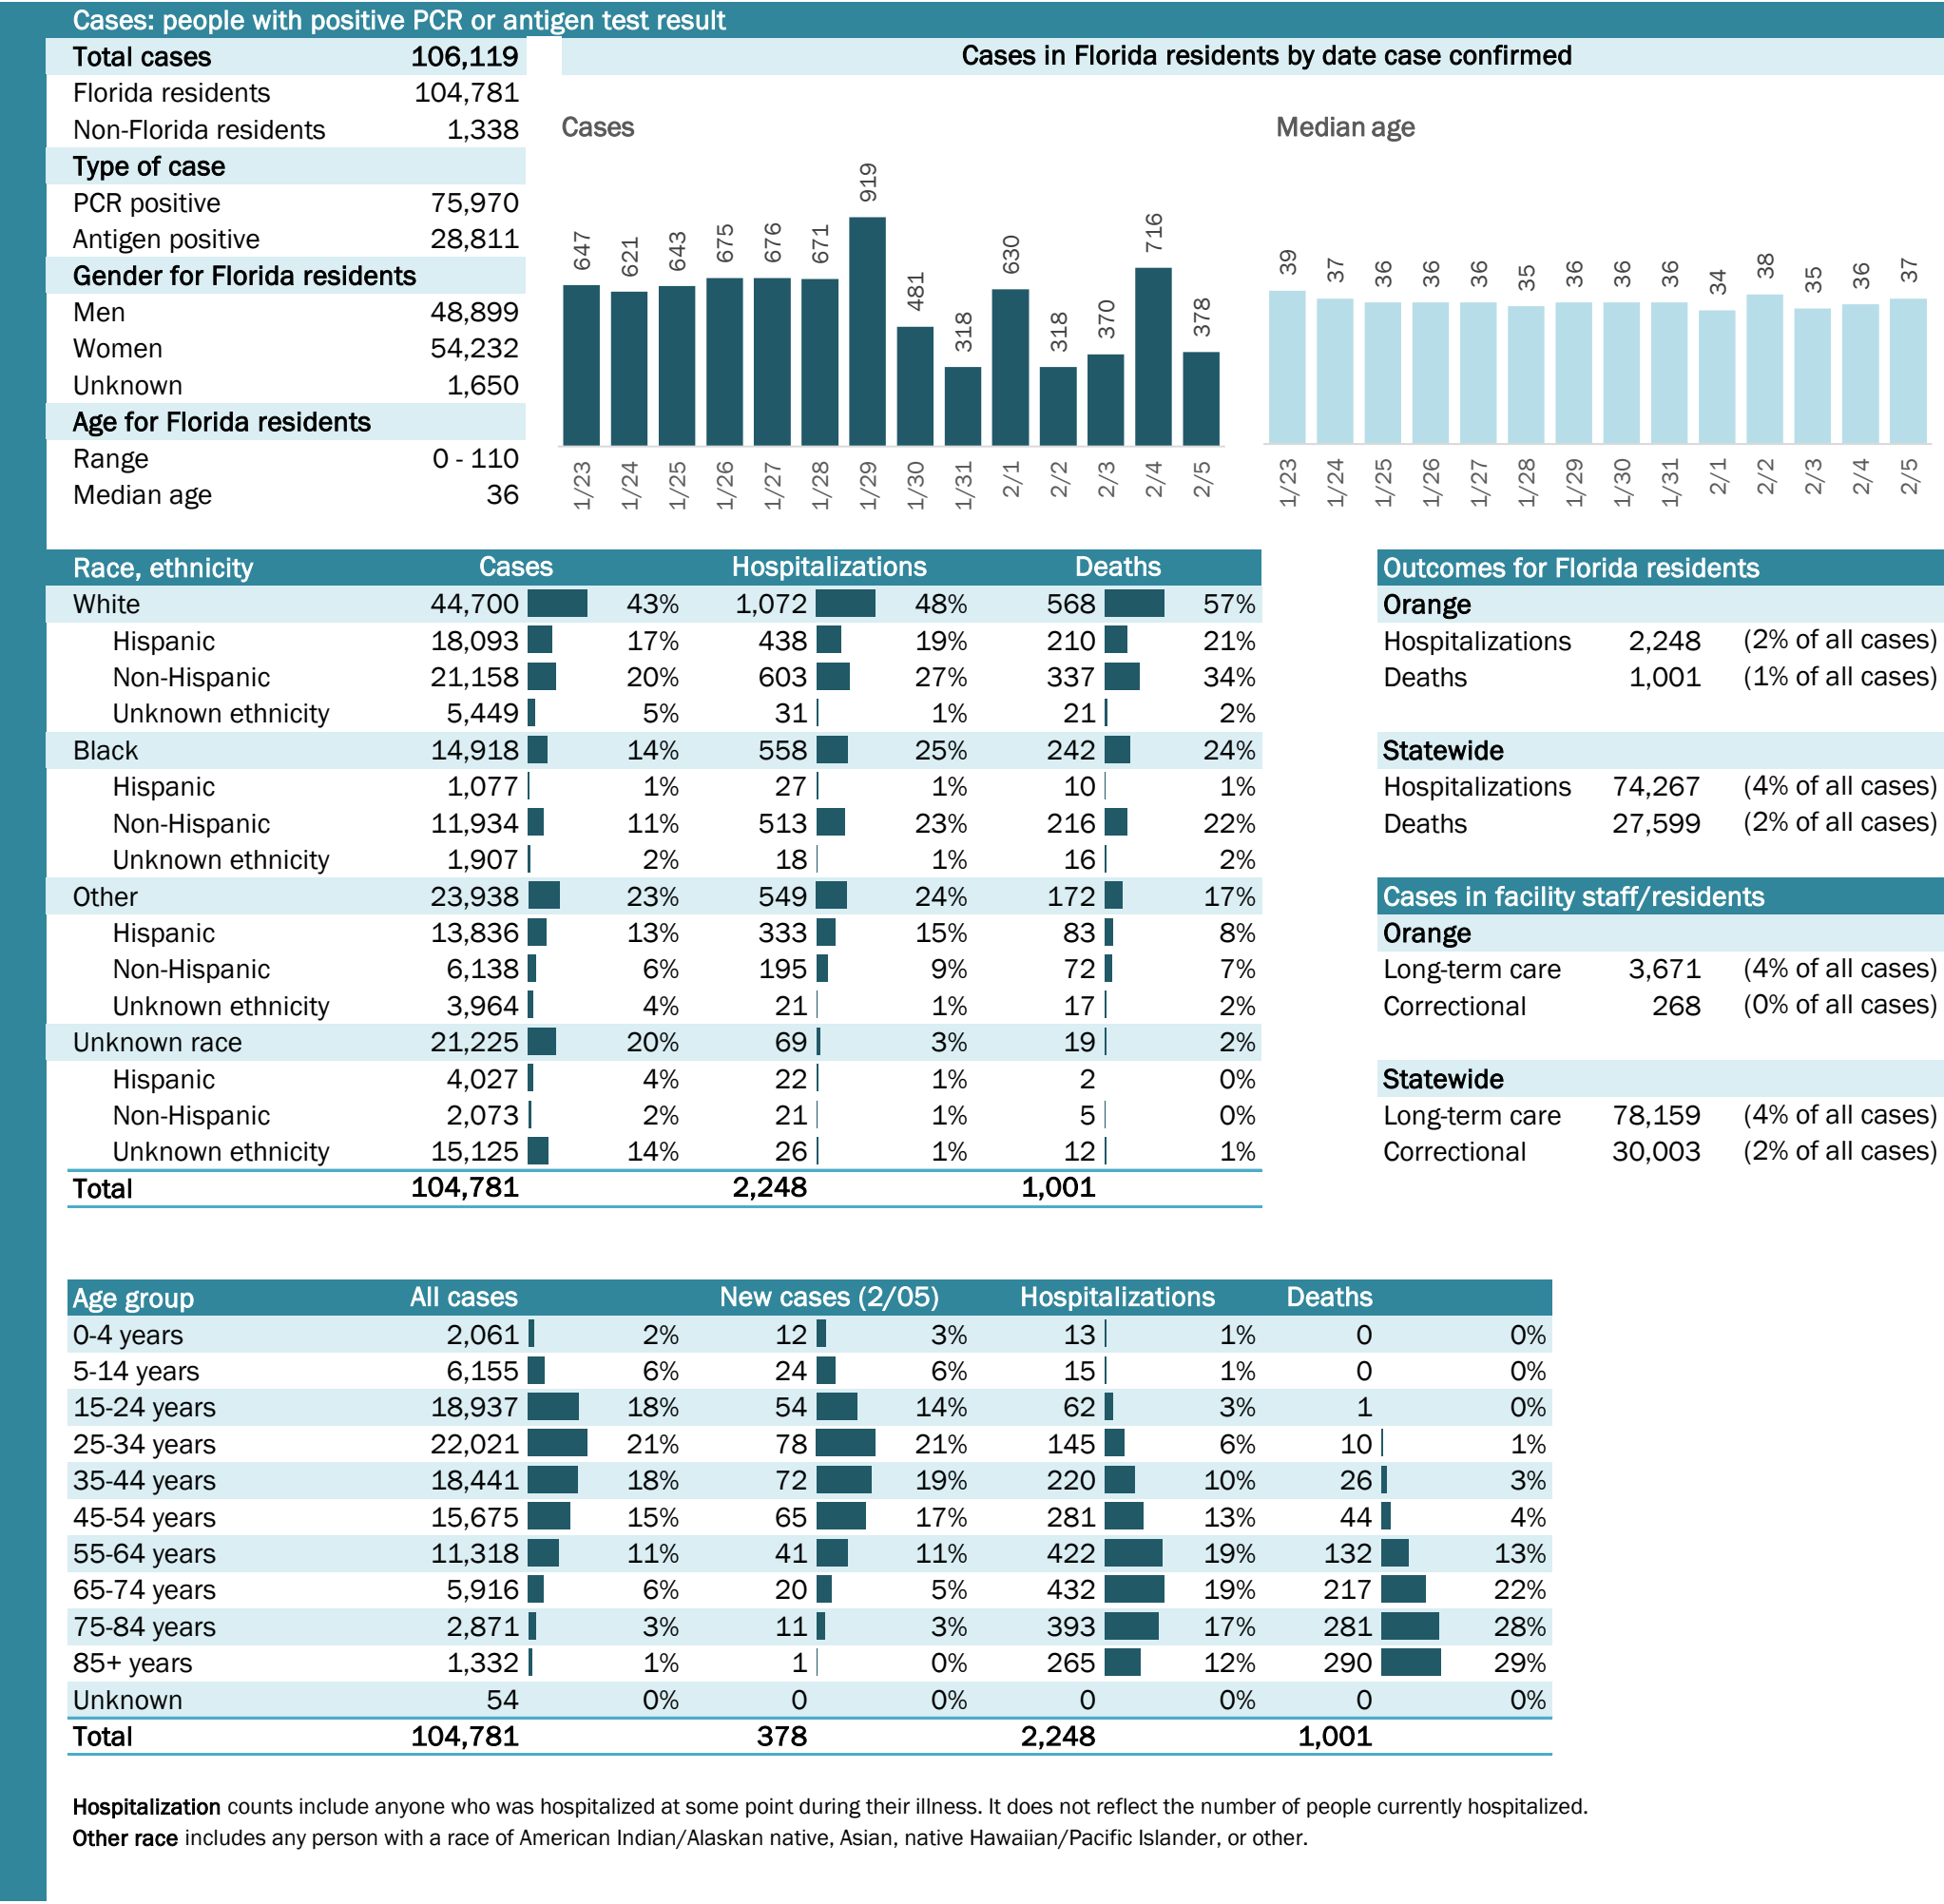 Cases: people with positive PCR or antigen test result
Total cases 106,119
Florida residents 104,781
Non-Florida residents 1,338
Type of case
PCR positive 75,970
Antigen positive 28,811
Gender for Florida residents
Men 48,899
Women 54,232
Unknown 1,650
Age for Florida residents
Range 0 - 110
Median age 36
Cases in Florida residents by date case confirmed
Cases
647 621 643 675 676 671 919 481 318 630 318 370 716 378
1/23 1/24 1/25 1/26 1/27 1/28 1/29 1/30 1/31 2/1 2/2 2/3 2/4 2/5
Median age
39 37 36 36 36 35 36 36 36 34 38 35 36 37
1/23 1/24 1/25 1/26 1/27 1/28 1/29 1/30 1/31 2/1 2/2 2/3 2/4 2/5
Race, ethnicity Cases Hospitalizations Deaths
White 44,700 43% 1,072 48% 568 57%
Hispanic 18,093 17% 438 19% 210 21%
Non-Hispanic 21,158 20% 603 27% 337 34%
Unknown ethnicity 5,449 5% 31 1% 21 2%
Black 14,918 14% 558 25% 242 24%
Hispanic 1,077 1% 27 1% 10 1%
Non-Hispanic 11,934 11% 513 23% 216 22%
Unknown ethnicity 1,907 2% 18 1% 16 2%
Other 23,938 23% 549 24% 172 17%
Hispanic 13,836 13% 333 15% 83 8%
Non-Hispanic 6,138 6% 195 9% 72 7%
Unknown ethnicity 3,964 4% 21 1% 17 2%
Unknown race 21,225 20% 69 3% 19 2%
Hispanic 4,027 4% 22 1% 2 0%
Non-Hispanic 2,073 2% 21 1% 5 0%
Unknown ethnicity 15,125 14% 26 1% 12 1%
Total 104,781 2,248 1,001
Outcomes for Florida residents
Orange
Hospitalizations 2,248 (2% of all cases)
Deaths 1,001 (1% of all cases)
Statewide
Hospitalizations 74,267 (4% of all cases)
Deaths 27,599 (2% of all cases)
Cases in facility staff/residents
Orange
Long-term care 3,671 (4% of all cases)
Correctional 268 (0% of all cases)
Statewide
Long-term care 78,159 (4% of all cases)
Correctional 30,003 (2% of all cases)
Age group All cases New cases (2/05) Hospitalizations Deaths
0-4 years 2,061 2% 12 3% 13 1% 0 0%
5-14 years 6,155 6% 24 6% 15 1% 0 0%
15-24 years 18,937 18% 54 14% 62 3% 1 0%
25-34 years 22,021 21% 78 21% 145 6% 10 1%
35-44 years 18,441 18% 72 19% 220 10% 26 3%
45-54 years 15,675 15% 65 17% 281 13% 44 4%
55-64 years 11,318 11% 41 11% 422 19% 132 13%
65-74 years 5,916 6% 20 5% 432 19% 217 22%
75-84 years 2,871 3% 11 3% 393 17% 281 28%
85+ years 1,332 1% 1 0% 265 12% 290 29%
Unknown 54 0% 0 0% 0 0% 0 0%
Total 104,781 378 2,248 1,001
Hospitalization counts include anyone who was hospitalized at some point during their illness. It does not reflect the number of people currently hospitalized.
Other race includes any person with a race of American Indian/Alaskan native, Asian, native Hawaiian/Pacific Islander, or other.